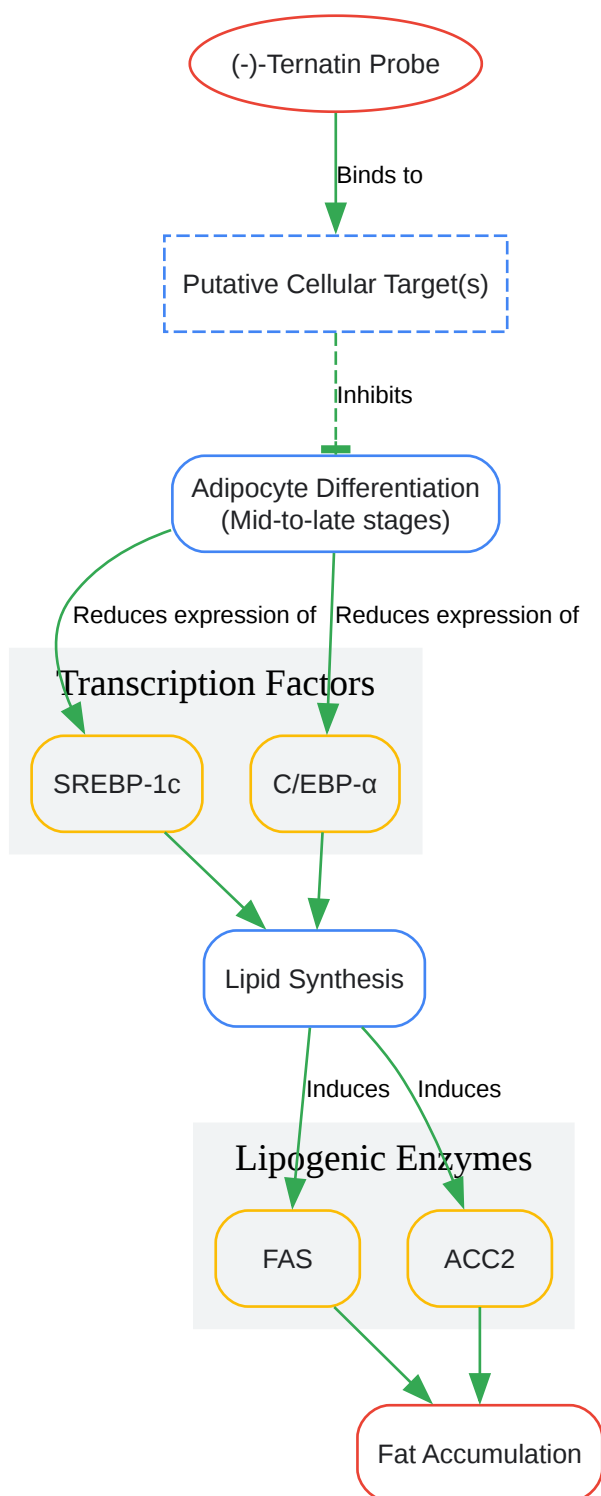 (-)-Ternatin Probe
Binds to
Putative Cellular Target(s)
Inhibits
Adipocyte Differentiation
(Mid-to-late stages)
Reduces expression of
Reduces expression of
Transcription Factors
SREBP-1c
C/EBP-α
Lipid Synthesis
Induces
Induces
Lipogenic Enzymes
FAS
ACC2
Fat Accumulation